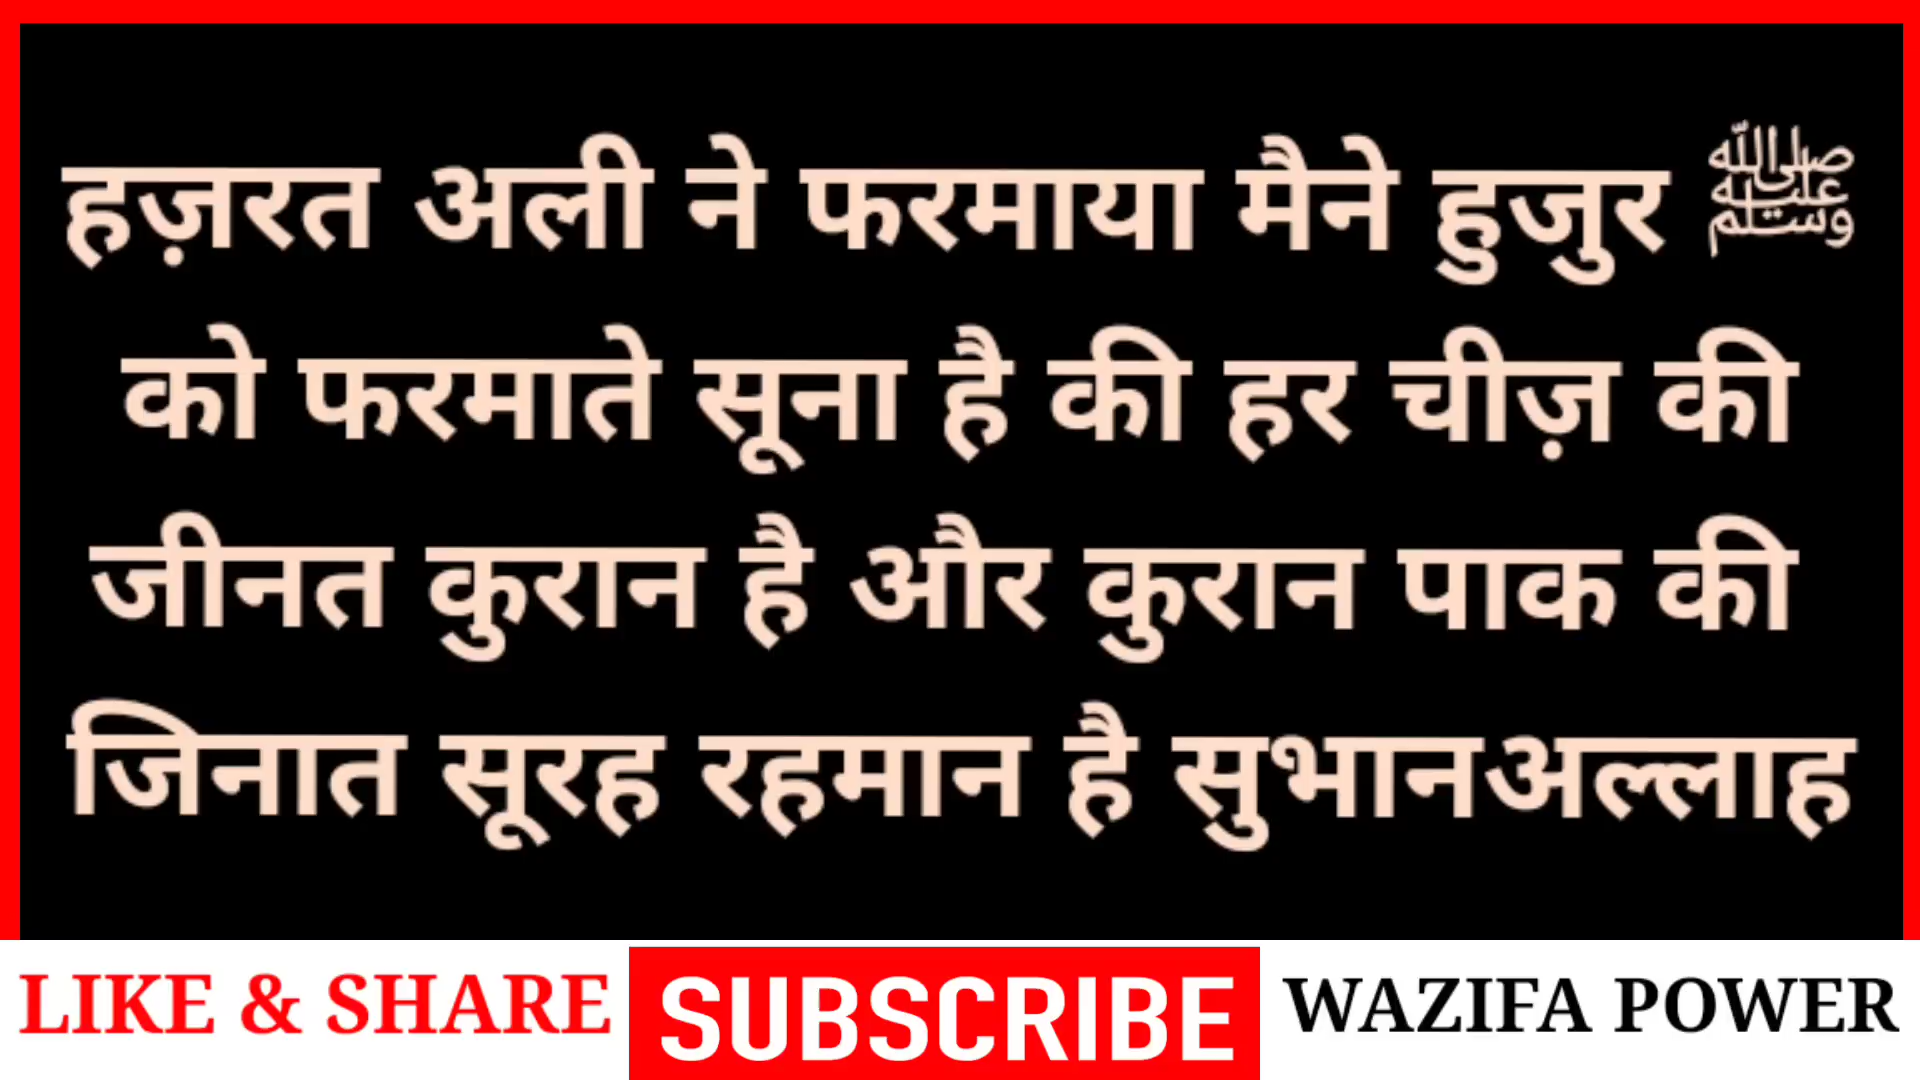 हज़रत अली ने फरमाया मैने हुजुर ﷺ
को फरमाते सूना है की हर चीज़ की
जीनत कुरान है और कुरान पाक की
जिनात सूरह रहमान है सुभानअल्लाह
LIKE & SHARE SUBSCRIBE WAZIFA POWER